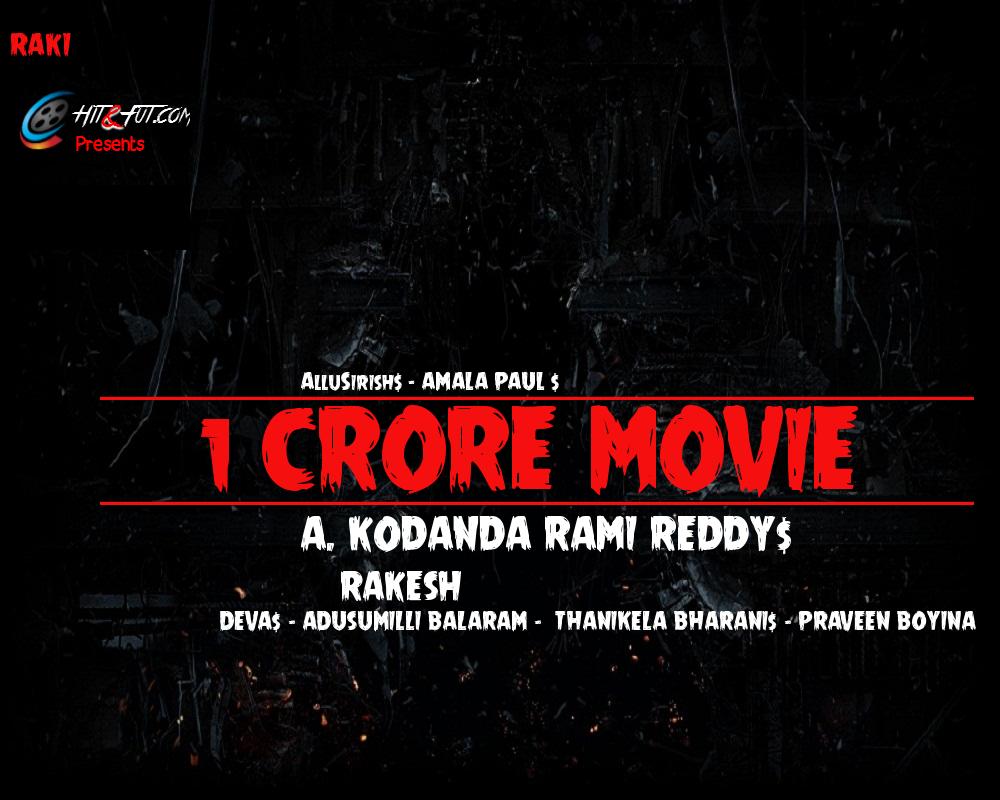 RAKI
HIT&FUT.COM
Presents
ALLUSIRISH$ - AMALA PAUL $
1 CRORE MOVIE
A. KODANDA RAMI REDDY$
RAKESH
DEVA$ - ADUSUMILLI BALARAM - THANIKELA BHARANI$ - PRAVEEN BOYINA